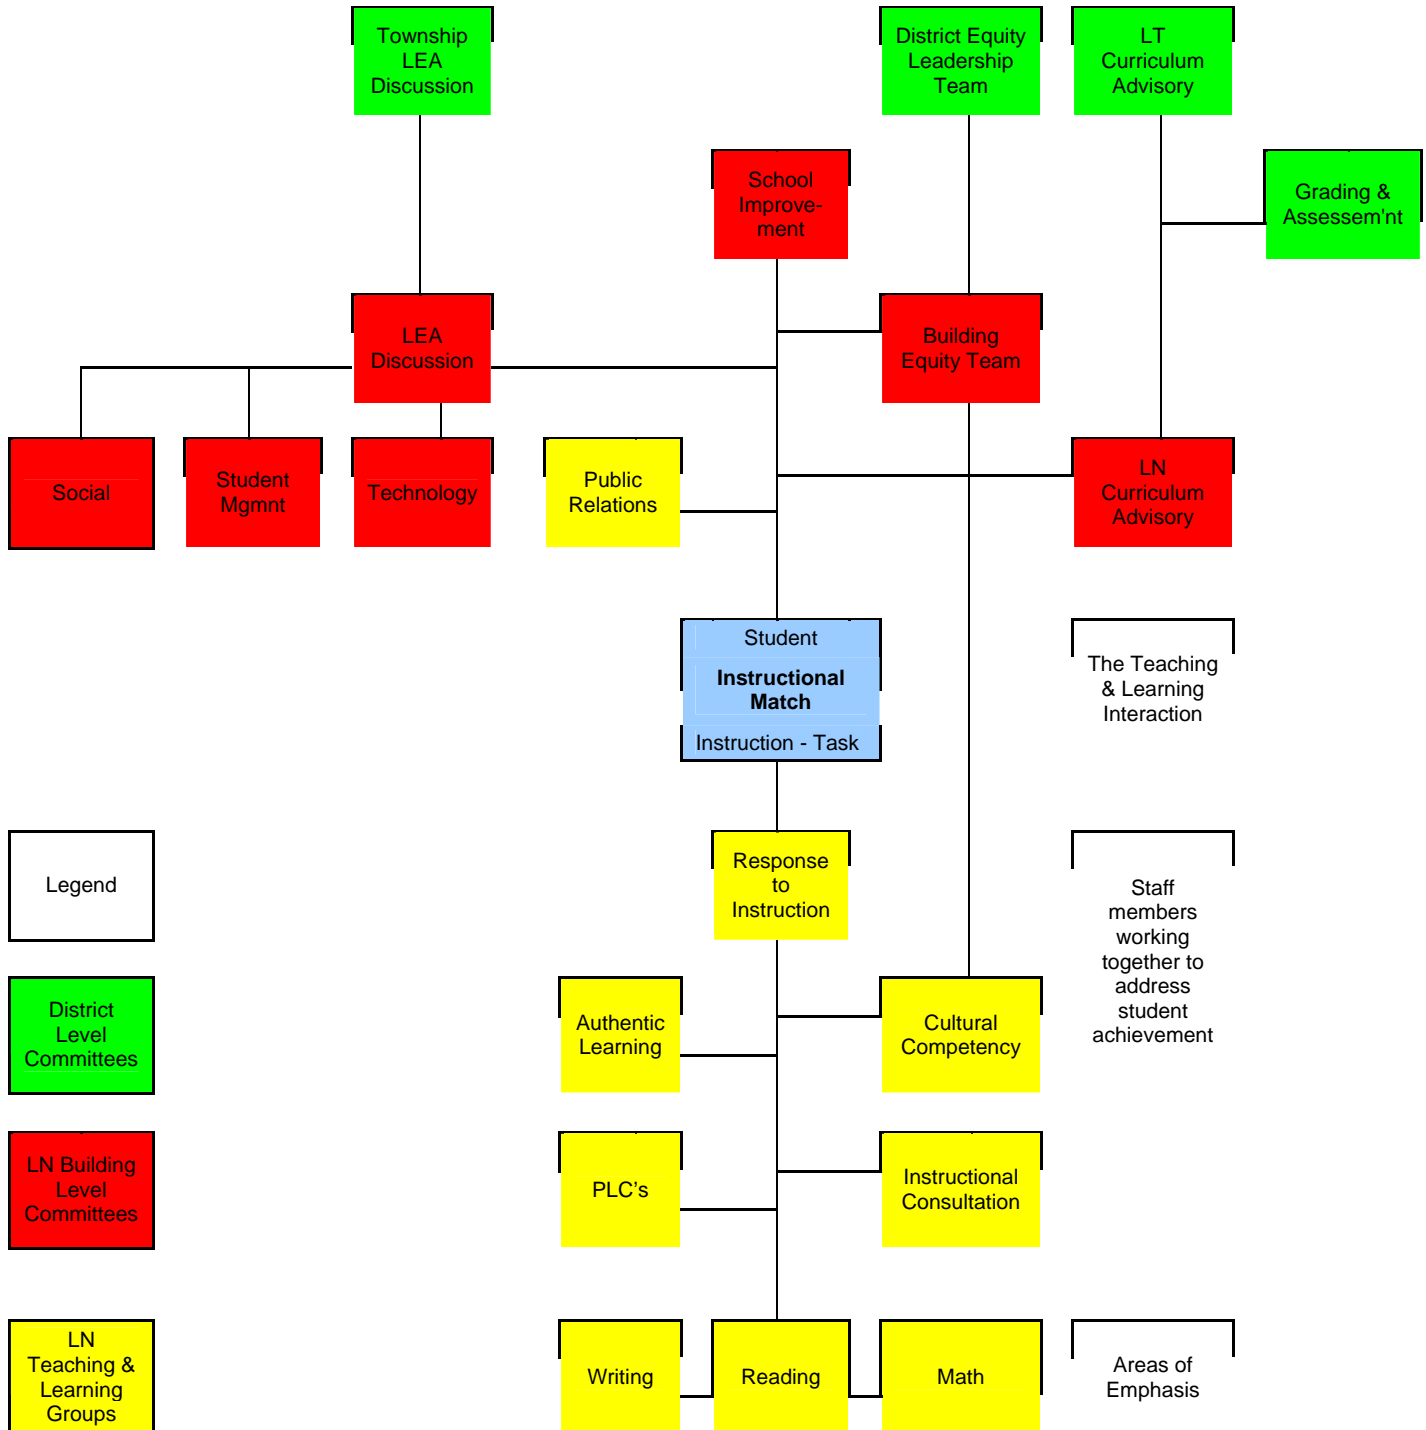 Township
LEA
Discussion
District Equity
Leadership
Team
LT
Curriculum
Advisory
School
Improve-
ment
Grading &
Assessem'nt
LEA
Discussion
Building
Equity Team
Social
Student
Mgmnt
Technology
Public
Relations
LN
Curriculum
Advisory
Student
Instructional
Match
Instruction - Task
The Teaching
& Learning
Interaction
Legend
Response
to
Instruction
Staff
members
working
together to
address
student
achievement
District
Level
Committees
Authentic
Learning
Cultural
Competency
LN Building
Level
Committees
PLC’s
Instructional
Consultation
LN
Teaching &
Learning
Groups
Writing
Reading
Math
Areas of
Emphasis